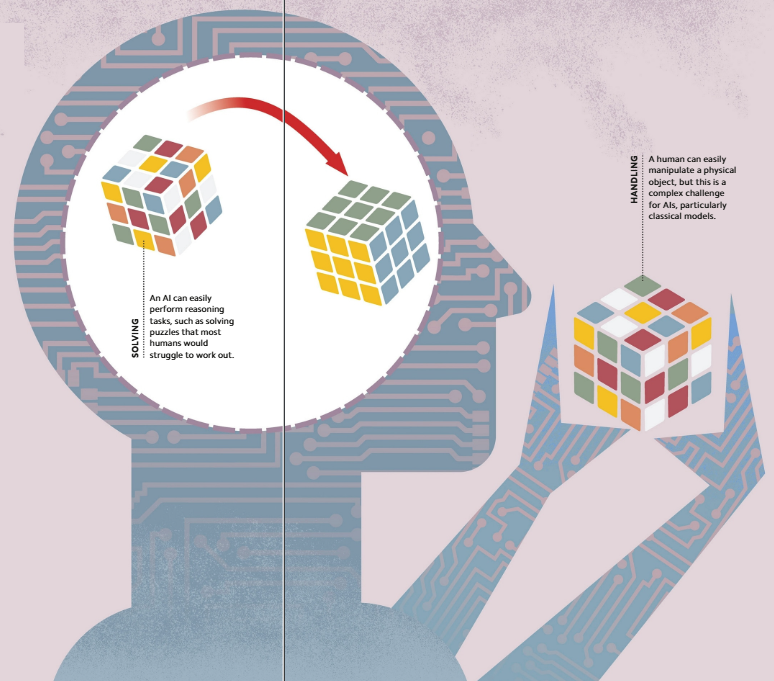 SOLVING
An AI can easily
perform reasoning
tasks, such as solving
puzzles that most
humans would
struggle to work out.
HANDLING
A human can easily
manipulate a physical
object, but this is a
complex challenge
for AIs, particularly
classical models.